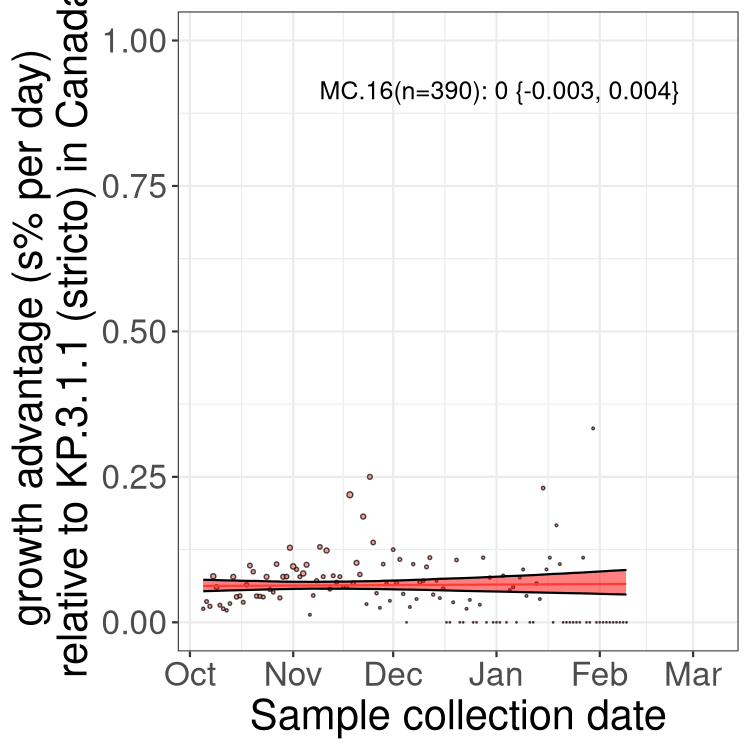 growth advantage (s% per day)
relative to KP.3.1.1 (stricto) in Canada
1.00
0.75
0.50
0.25
0.00
MC.16(n=390): 0 {-0.003, 0.004}
Oct Nov Dec Jan Feb Mar
Sample collection date